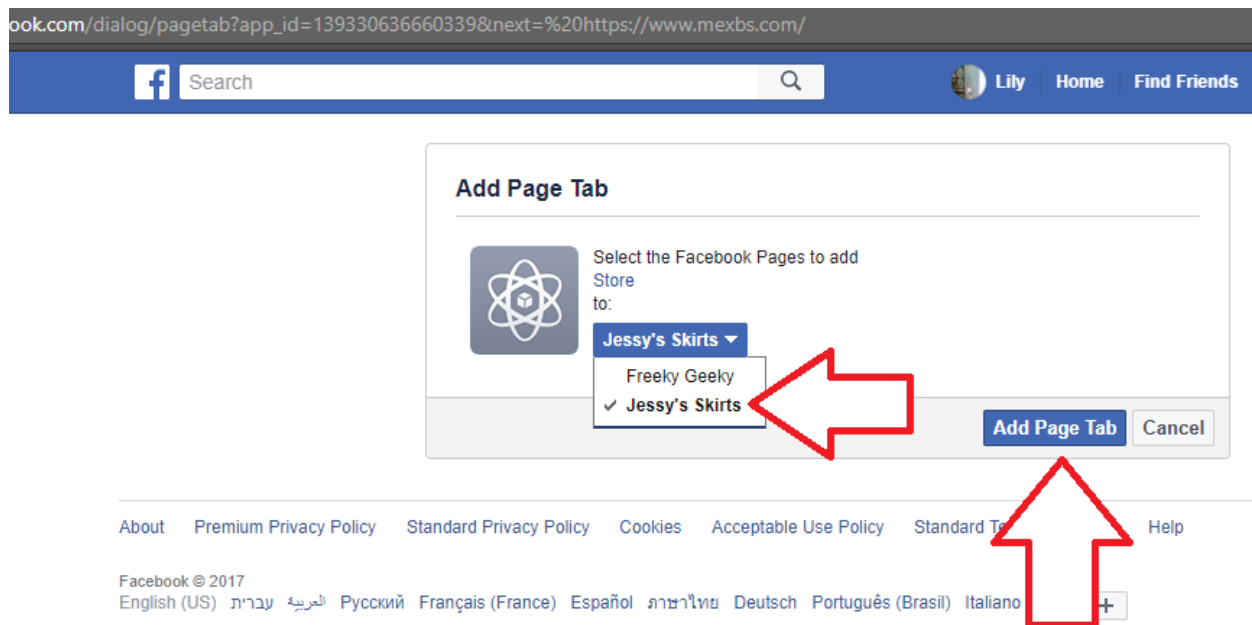 ook.com/dialog/pagetab?app_id=139330636660339&next=%20https://www.mexbs.com/
f Search Lily Home Find Friends
Add Page Tab
Select the Facebook Pages to add
Store
to:
Jessy's Skirts
Freeky Geeky
Jessy's Skirts
Add Page Tab Cancel
About Premium Privacy Policy Standard Privacy Policy Cookies Acceptable Use Policy Standard Help
Facebook © 2017
English (US) עברית العربية Русский Français (France) Español ภาษาไทย Deutsch Português (Brasil) Italiano +